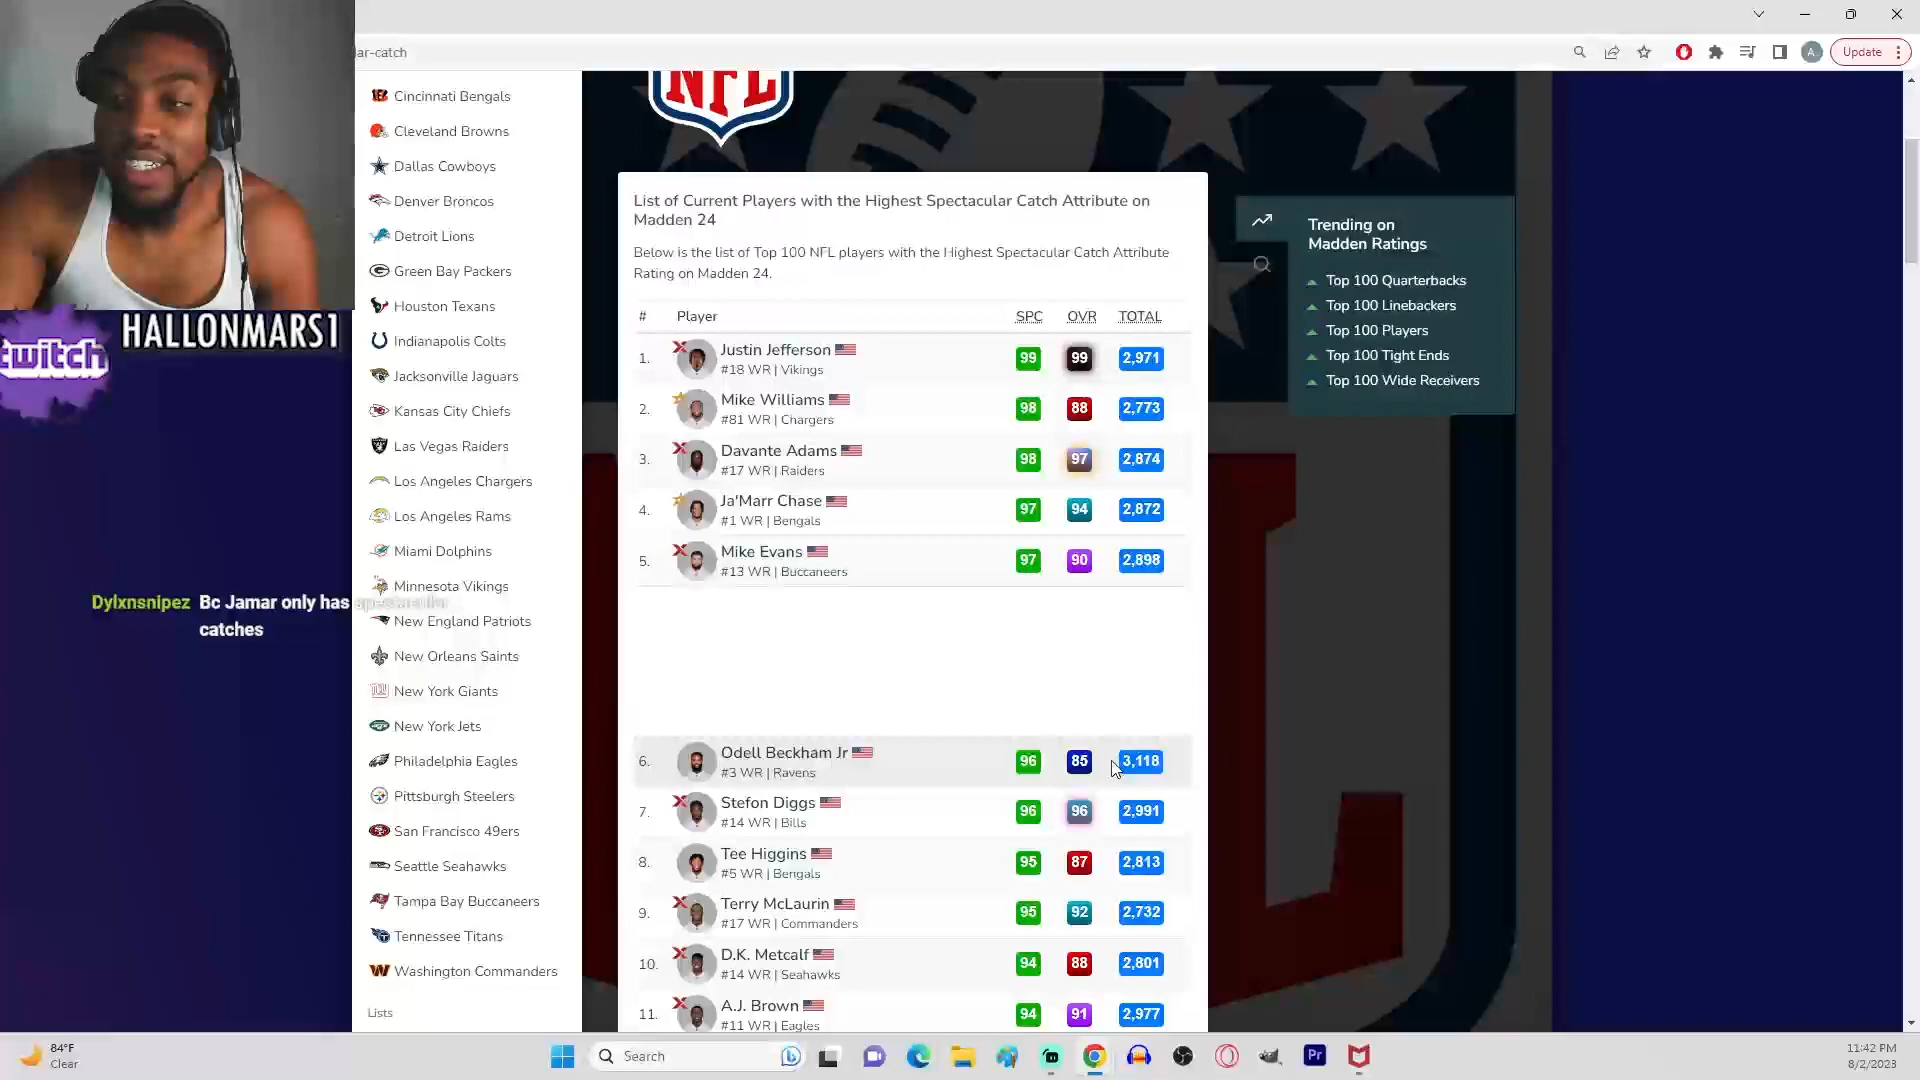 ar-catch
Update
Cincinnati Bengals
Cleveland Browns
Dallas Cowboys
Denver Broncos
Detroit Lions
Green Bay Packers
Houston Texans
Indianapolis Colts
Jacksonville Jaguars
Kansas City Chiefs
Las Vegas Raiders
Los Angeles Chargers
Los Angeles Rams
Miami Dolphins
Minnesota Vikings
New England Patriots
New Orleans Saints
New York Giants
New York Jets
Philadelphia Eagles
Pittsburgh Steelers
San Francisco 49ers
Seattle Seahawks
Tampa Bay Buccaneers
Tennessee Titans
Washington Commanders
Lists
twitch
HALLONMARS1
Dylxnsnipez Bc Jamar only has spectacular
catches
NFL
List of Current Players with the Highest Spectacular Catch Attribute on
Madden 24
Below is the list of Top 100 NFL players with the Highest Spectacular Catch Attribute
Rating on Madden 24.
# Player SPC OVR TOTAL
1. Justin Jefferson 99 99 2,971
#18 WR | Vikings
2. Mike Williams 98 88 2,773
#81 WR | Chargers
3. Davante Adams 98 97 2,874
#17 WR | Raiders
4. Ja'Marr Chase 97 94 2,872
#1 WR | Bengals
5. Mike Evans 97 90 2,898
#13 WR | Buccaneers
6. Odell Beckham Jr 96 85 3,118
#3 WR | Ravens
7. Stefon Diggs 96 96 2,991
#14 WR | Bills
8. Tee Higgins 95 87 2,813
#5 WR | Bengals
9. Terry McLaurin 95 92 2,732
#17 WR | Commanders
10. D.K. Metcalf 94 88 2,801
#14 WR | Seahawks
11. A.J. Brown 94 91 2,977
#11 WR | Eagles
Trending on
Madden Ratings
Top 100 Quarterbacks
Top 100 Linebackers
Top 100 Players
Top 100 Tight Ends
Top 100 Wide Receivers
84°F
Clear
Search
Pr
11:42 PM
8/2/2023